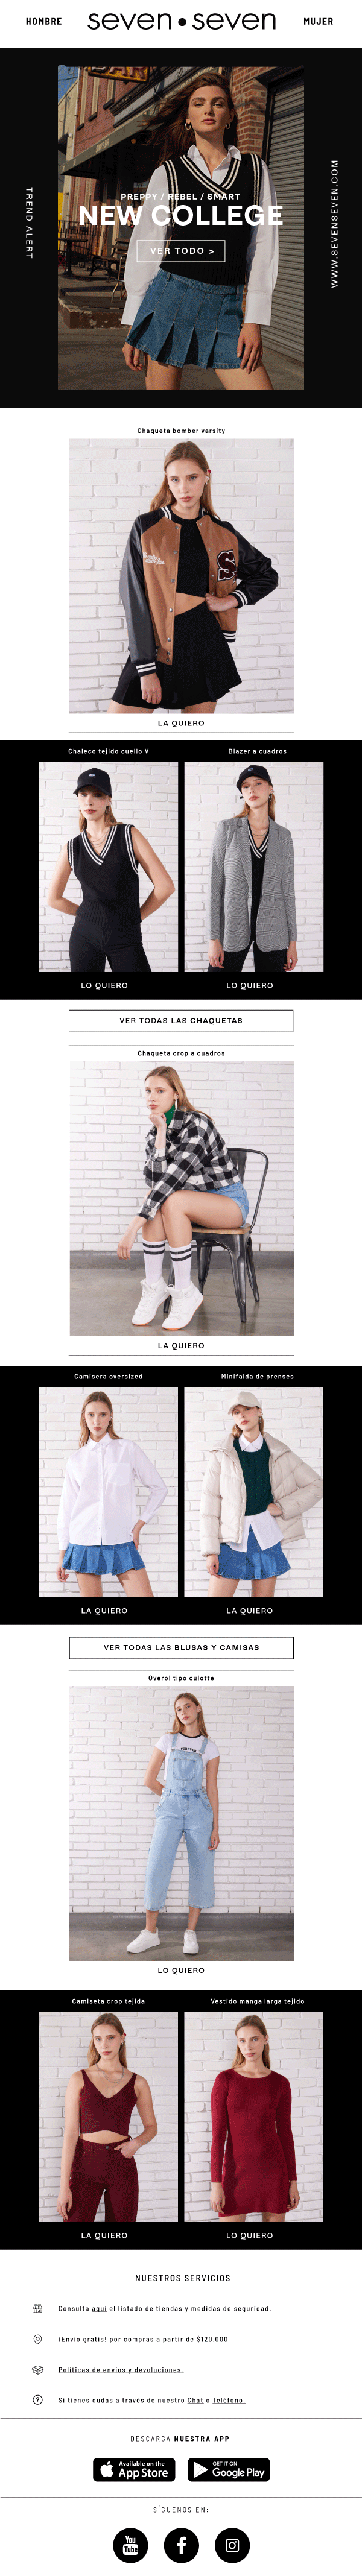 HOMBRE
seven•seven
MUJER
TREND ALERT
PREPPY / REBEL / SMART
NEW COLLEGE
VER TODO >
WWW.SEVENSEVEN.COM
Chaqueta bomber varsity
S
LA QUIERO
Chaleco tejido cuello V
Blazer a cuadros
LO QUIERO
LO QUIERO
VER TODAS LAS CHAQUETAS
Chaqueta crop a cuadros
LA QUIERO
Camisera oversized
Minifalda de prenses
LA QUIERO
LA QUIERO
VER TODAS LAS BLUSAS Y CAMISAS
Overol tipo culotte
LO QUIERO
Camiseta crop tejida
Vestido manga larga tejido
LA QUIERO
LO QUIERO
NUESTROS SERVICIOS
Consulta aquí el listado de tiendas y medidas de seguridad.
¡Envío gratis! por compras a partir de $120.000
Políticas de envíos y devoluciones.
Si tienes dudas a través de nuestro Chat o Teléfono.
DESCARGA NUESTRA APP
Available on the
App Store
GET IT ON
Google Play
SÍGUENOS EN:
You
Tube